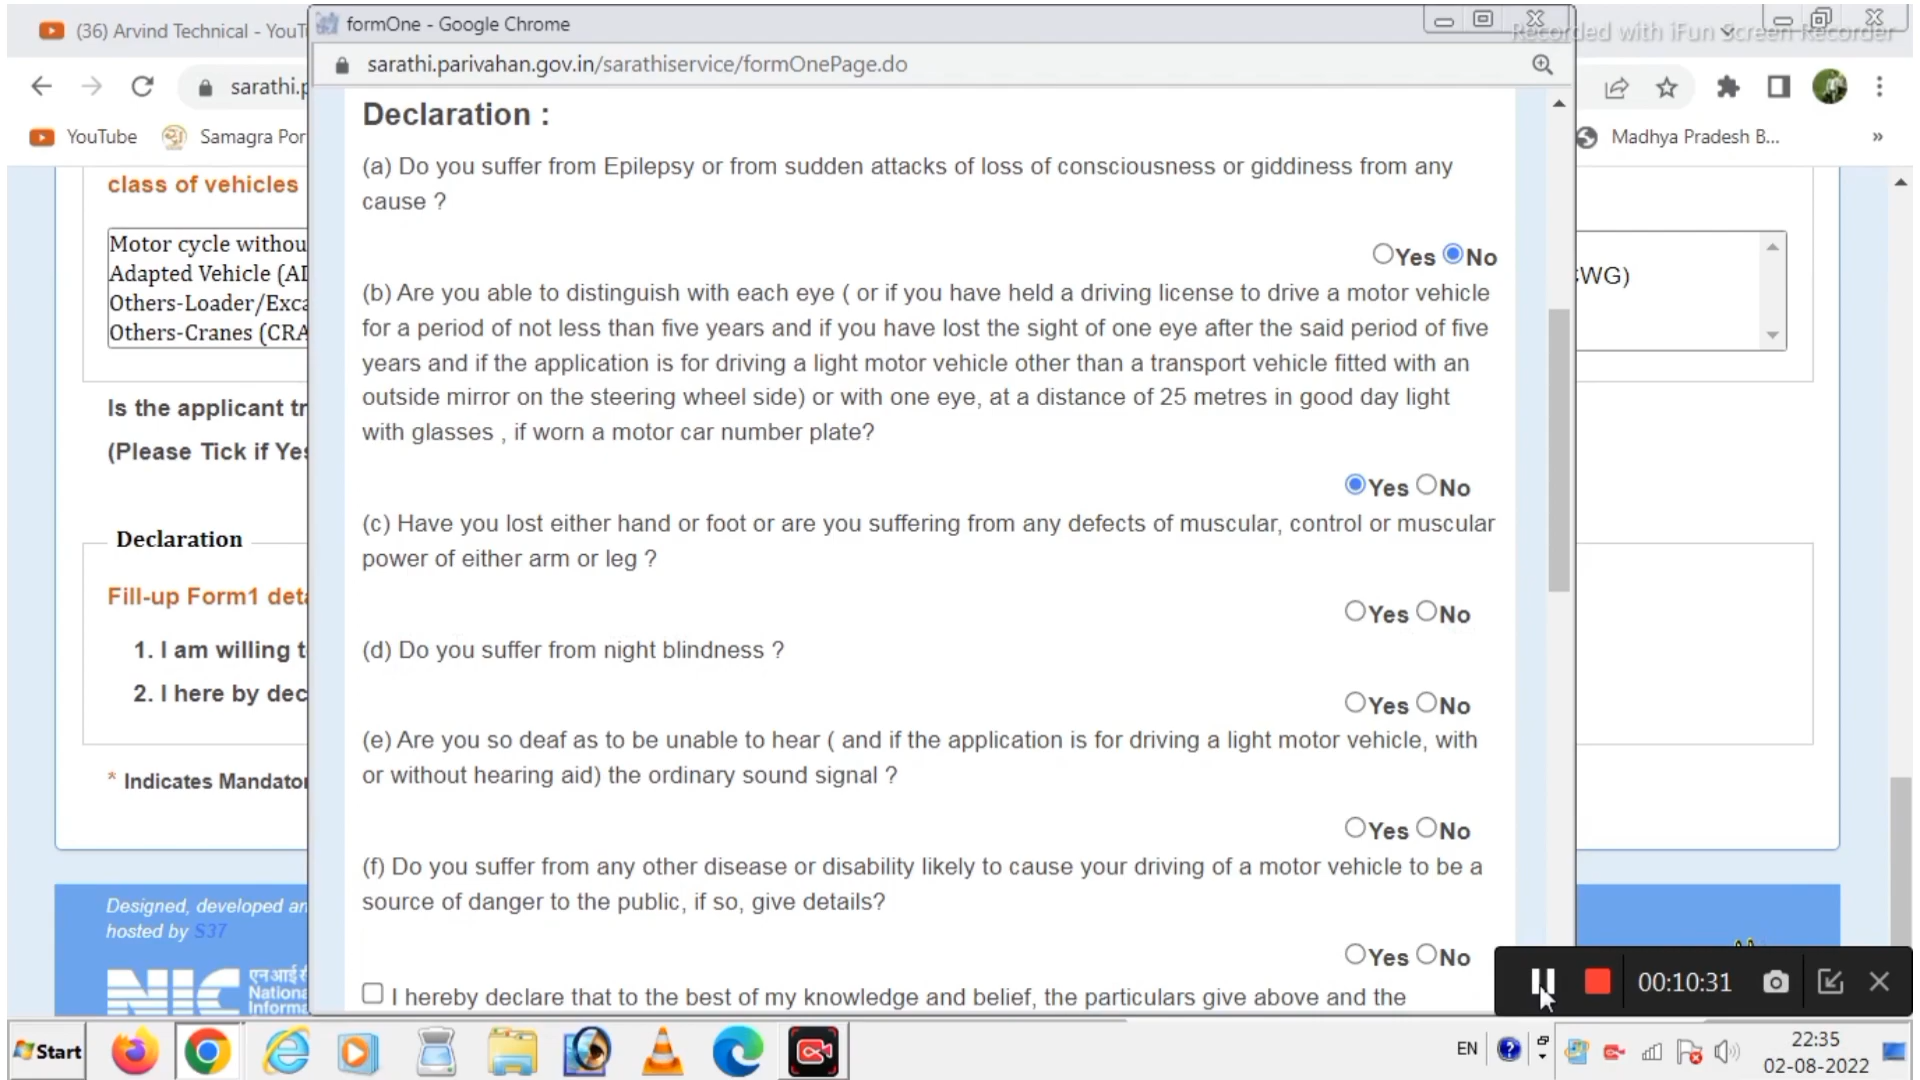 (36) Arvind Technical - YouT
formOne - Google Chrome
Recorded with iFun Screen Recorder
sarathi.p
sarathi.parivahan.gov.in/sarathiservice/formOnePage.do
YouTube
Samagra Por
Madhya Pradesh B...
»
class of vehicles
Motor cycle withou
Adapted Vehicle (AD
Others-Loader/Exca
Others-Cranes (CRA
CWG)
Is the applicant tr
(Please Tick if Yes
Declaration
Fill-up Form1 deta
1. I am willing t
2. I here by dec
* Indicates Mandator
Designed, developed an
hosted by S37
NIC
एनआई
Nationa
Informa
Declaration :
(a) Do you suffer from Epilepsy or from sudden attacks of loss of consciousness or giddiness from any
cause ?
Yes No
(b) Are you able to distinguish with each eye ( or if you have held a driving license to drive a motor vehicle
for a period of not less than five years and if you have lost the sight of one eye after the said period of five
years and if the application is for driving a light motor vehicle other than a transport vehicle fitted with an
outside mirror on the steering wheel side) or with one eye, at a distance of 25 metres in good day light
with glasses , if worn a motor car number plate?
Yes No
(c) Have you lost either hand or foot or are you suffering from any defects of muscular, control or muscular
power of either arm or leg ?
Yes No
(d) Do you suffer from night blindness ?
Yes No
(e) Are you so deaf as to be unable to hear ( and if the application is for driving a light motor vehicle, with
or without hearing aid) the ordinary sound signal ?
Yes No
(f) Do you suffer from any other disease or disability likely to cause your driving of a motor vehicle to be a
source of danger to the public, if so, give details?
Yes No
I hereby declare that to the best of my knowledge and belief, the particulars give above and the
00:10:31
Start
EN
22:35
02-08-2022